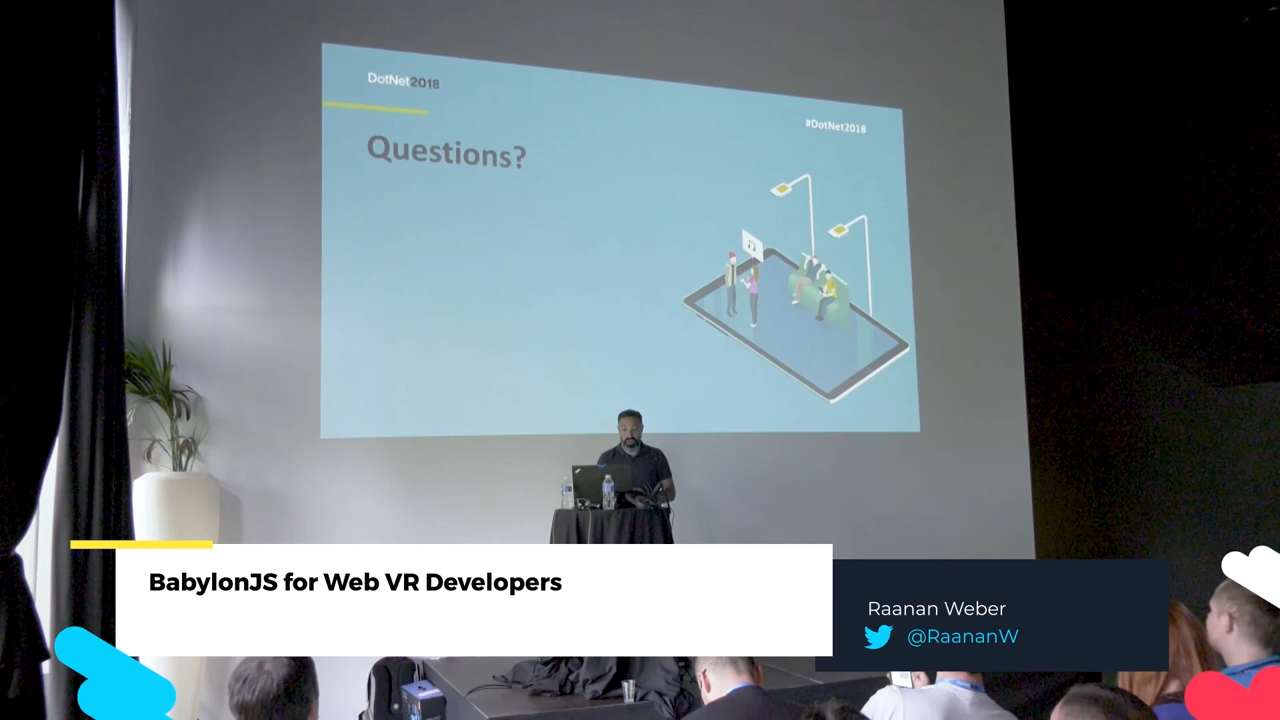 DotNet2018
#DotNet2018
Questions?
BabylonJS for Web VR Developers
Raanan Weber
@RaananW